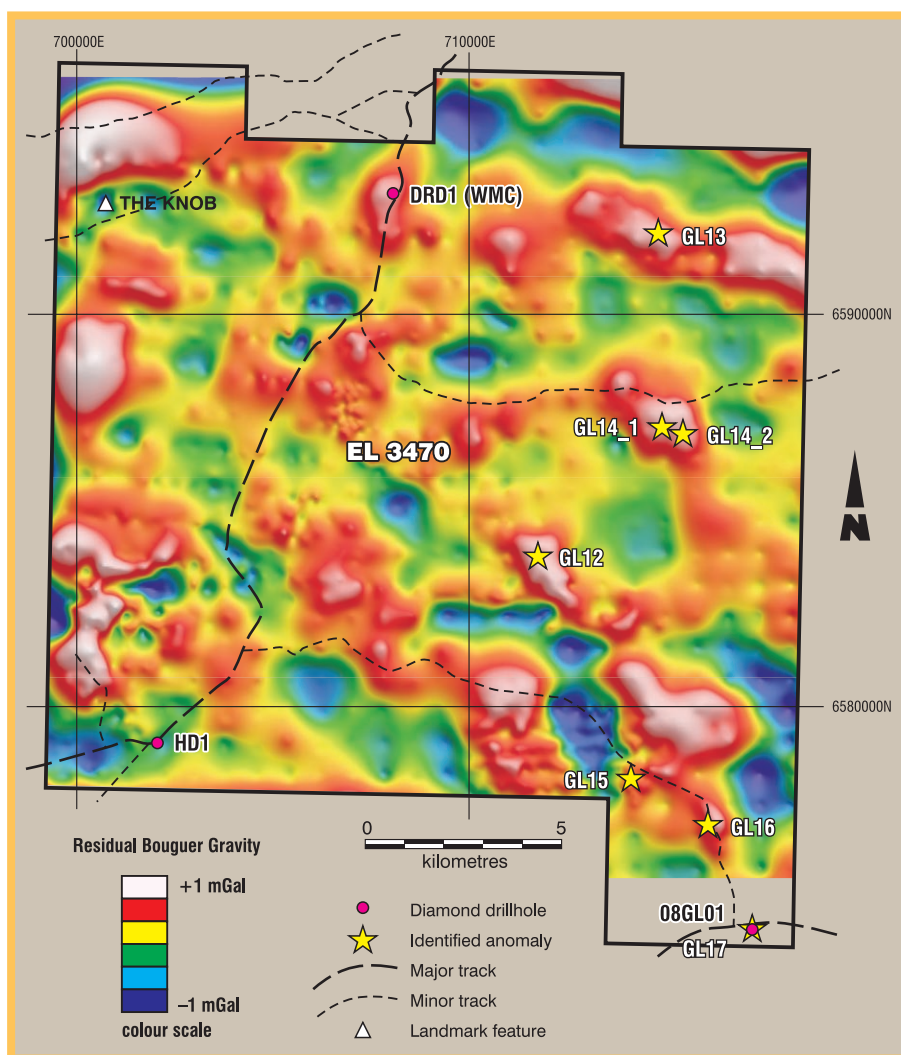 700000E
710000E
THE KNOB
DRD1 (WMC)
GL13
6590000N
GL14_1
GL14_2
EL 3470
N
GL12
6580000N
HD1
GL15
GL16
Residual Bouguer Gravity
+1 mGal
–1 mGal
colour scale
0 5
kilometres
Diamond drillhole
Identified anomaly
Major track
Minor track
Landmark feature
08GL01
GL17